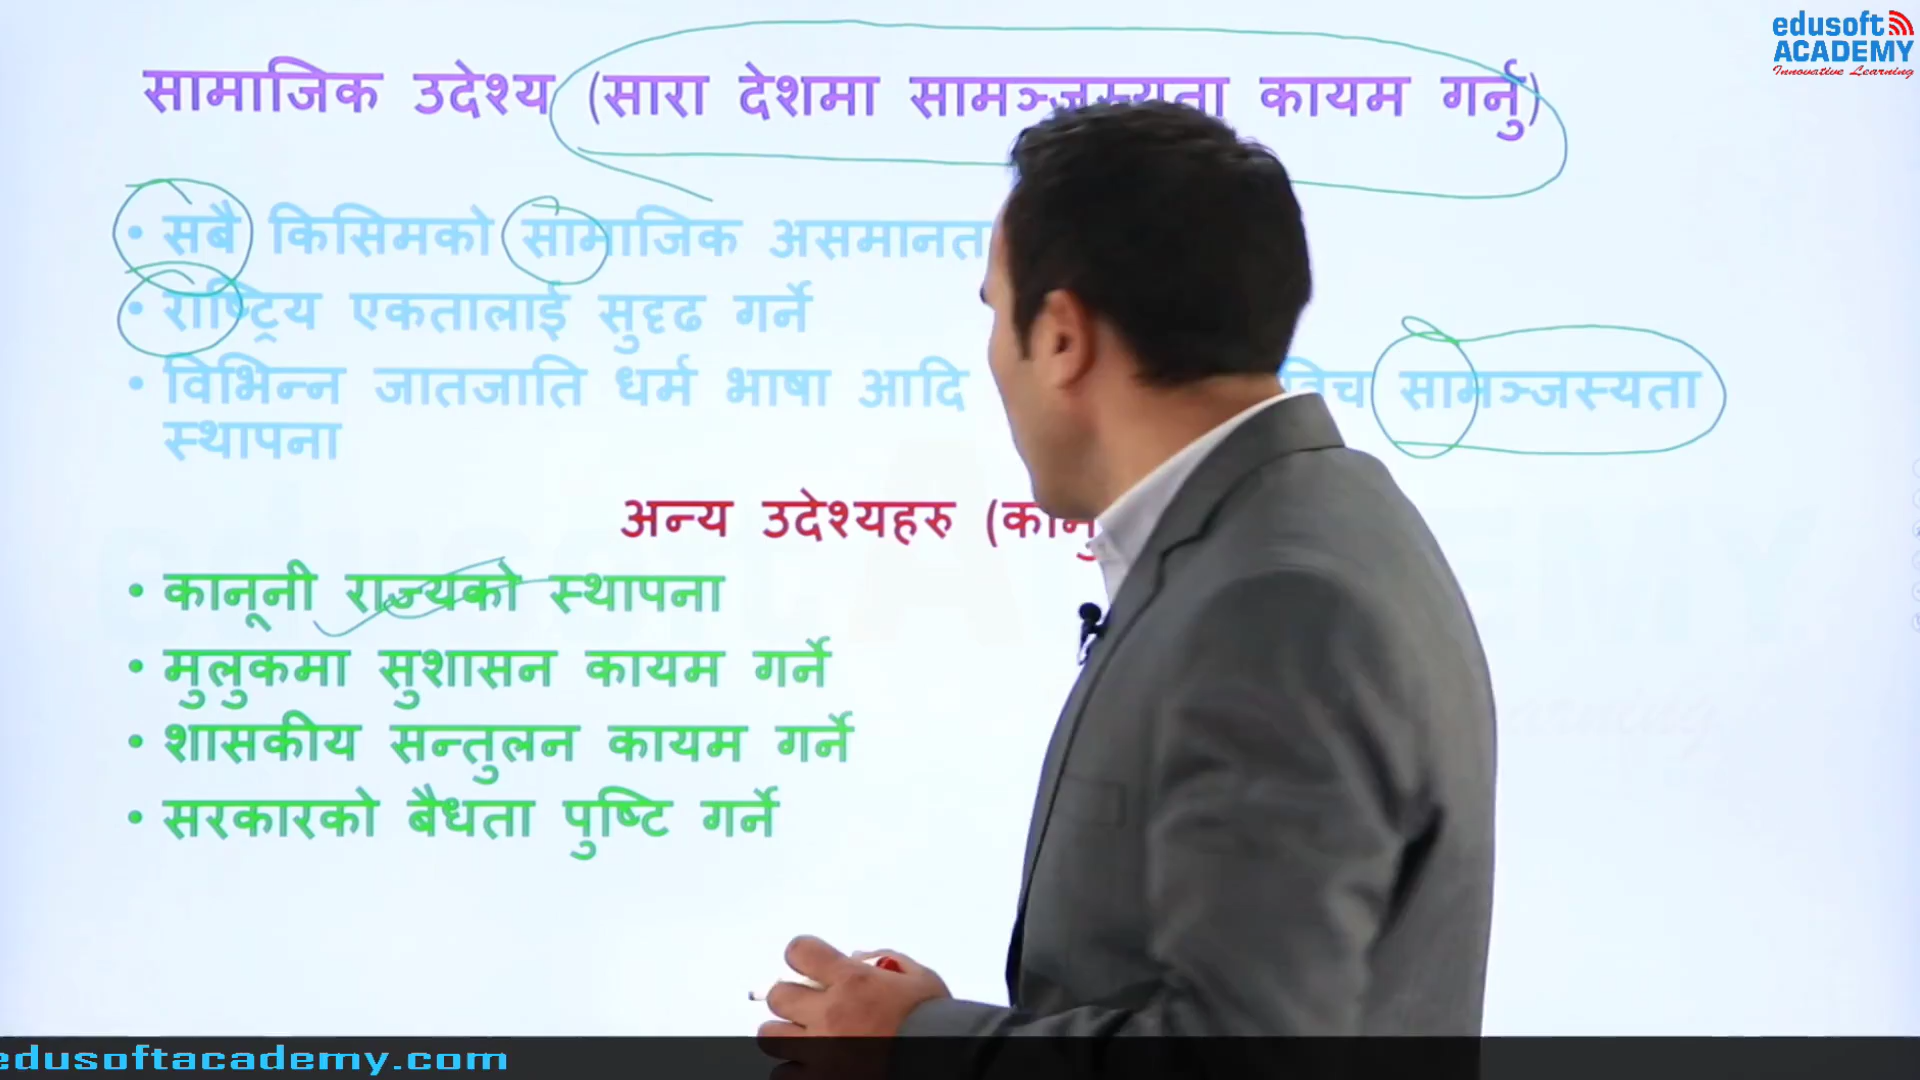 edusoft
ACADEMY
Innovative Learning
सामाजिक उदेश्य (सारा देशमा सामञ्जस्यता कायम गर्नु)
• सबै किसिमको सामाजिक असमानता
• राष्ट्रिय एकतालाई सुदृढ गर्ने
• विभिन्न जातजाति धर्म भाषा आदि सामञ्जस्यता
स्थापना
अन्य उदेश्यहरु
• कानूनी राज्यको स्थापना
• मुलुकमा सुशासन कायम गर्ने
• शासकीय सन्तुलन कायम गर्ने
• सरकारको बैधता पुष्टि गर्ने
edusoftacademy.com